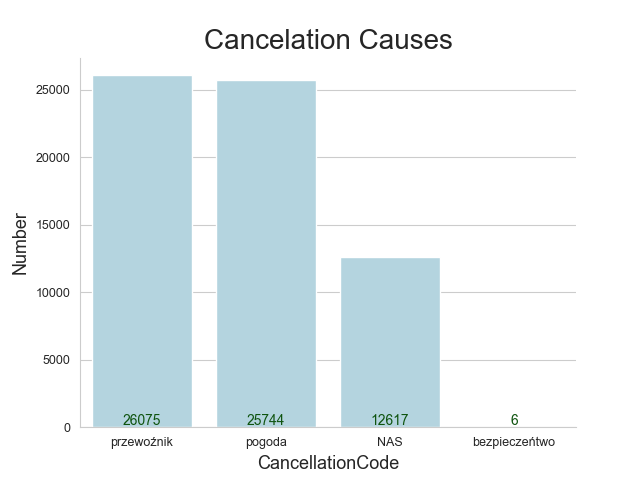 Cancelation Causes
Number
25000
20000
15000
10000
5000
0
26075
25744
12617
6
przewoźnik
pogoda
NAS
bezpieczeńtwo
CancellationCode